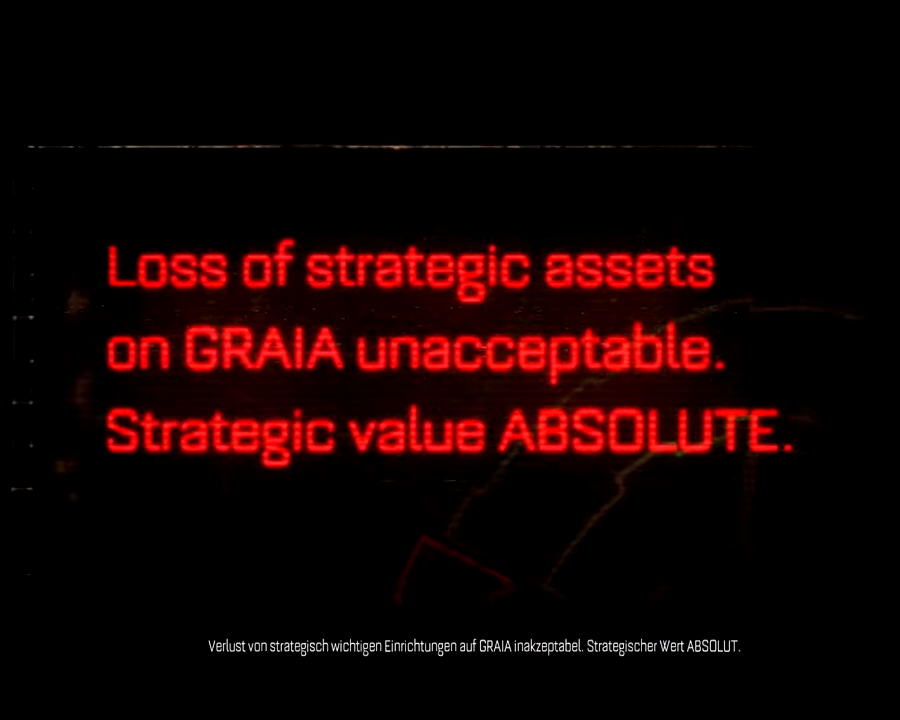 Loss of strategic assets
on GRAIA unacceptable.
Strategic value ABSOLUTE.
Verlust von strategisch wichtigen Einrichtungen auf GRAIA inakzeptabel. Strategischer Wert ABSOLUT.